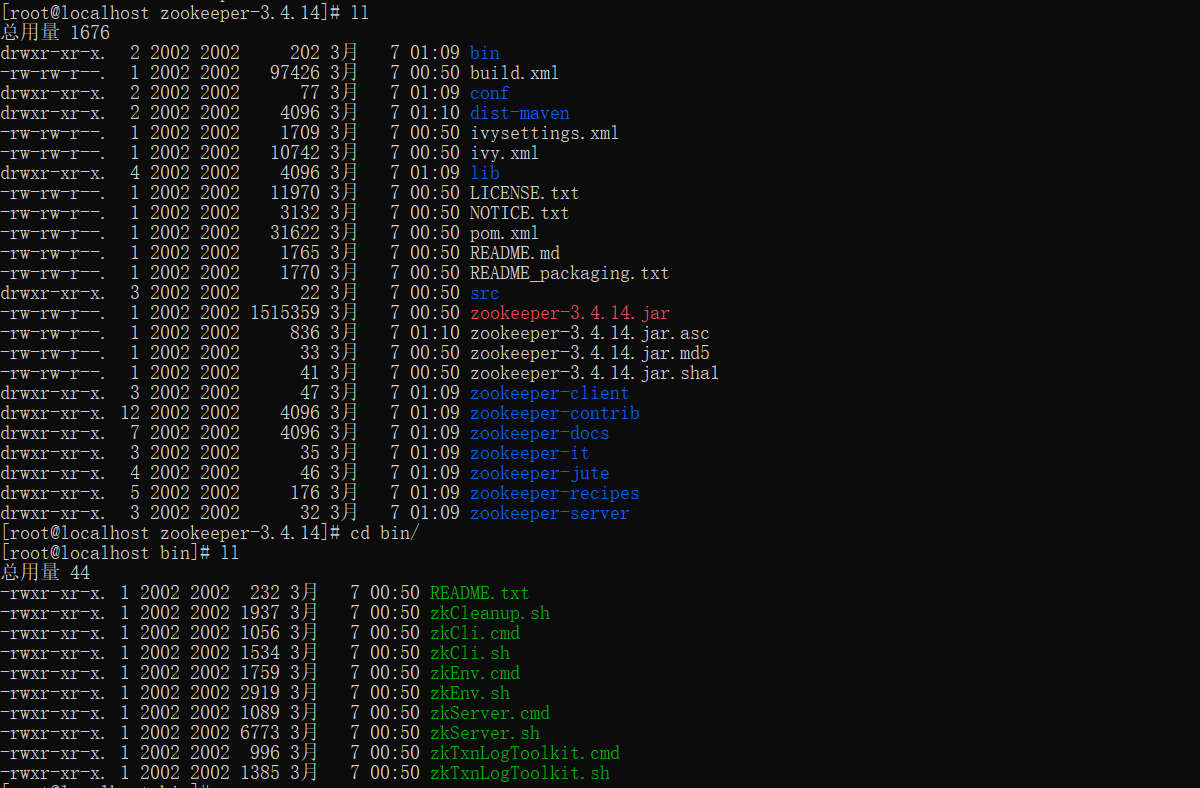 [root@localhost zookeeper-3.4.14]# ll
总用量 1676
drwxr-xr-x.  2 2002 2002     202 3月   7 01:09 bin
-rw-rw-r--.  1 2002 2002   97426 3月   7 00:50 build.xml
drwxr-xr-x.  2 2002 2002      77 3月   7 01:09 conf
drwxr-xr-x.  2 2002 2002    4096 3月   7 01:10 dist-maven
-rw-rw-r--.  1 2002 2002    1709 3月   7 00:50 ivysettings.xml
-rw-rw-r--.  1 2002 2002   10742 3月   7 00:50 ivy.xml
drwxr-xr-x.  4 2002 2002    4096 3月   7 01:09 lib
-rw-rw-r--.  1 2002 2002   11970 3月   7 00:50 LICENSE.txt
-rw-rw-r--.  1 2002 2002    3132 3月   7 00:50 NOTICE.txt
-rw-rw-r--.  1 2002 2002   31622 3月   7 00:50 pom.xml
-rw-rw-r--.  1 2002 2002    1765 3月   7 00:50 README.md
-rw-rw-r--.  1 2002 2002    1770 3月   7 00:50 README_packaging.txt
drwxr-xr-x.  3 2002 2002      22 3月   7 00:50 src
-rw-rw-r--.  1 2002 2002 1515359 3月   7 00:50 zookeeper-3.4.14.jar
-rw-rw-r--.  1 2002 2002     836 3月   7 01:10 zookeeper-3.4.14.jar.asc
-rw-rw-r--.  1 2002 2002      33 3月   7 00:50 zookeeper-3.4.14.jar.md5
-rw-rw-r--.  1 2002 2002      41 3月   7 00:50 zookeeper-3.4.14.jar.sha1
drwxr-xr-x.  3 2002 2002      47 3月   7 01:09 zookeeper-client
drwxr-xr-x. 12 2002 2002    4096 3月   7 01:09 zookeeper-contrib
drwxr-xr-x.  7 2002 2002    4096 3月   7 01:09 zookeeper-docs
drwxr-xr-x.  3 2002 2002      35 3月   7 01:09 zookeeper-it
drwxr-xr-x.  4 2002 2002      46 3月   7 01:09 zookeeper-jute
drwxr-xr-x.  5 2002 2002     176 3月   7 01:09 zookeeper-recipes
drwxr-xr-x.  3 2002 2002      32 3月   7 01:09 zookeeper-server
[root@localhost zookeeper-3.4.14]# cd bin/
[root@localhost bin]# ll
总用量 44
-rwxr-xr-x. 1 2002 2002  232 3月   7 00:50 README.txt
-rwxr-xr-x. 1 2002 2002 1937 3月   7 00:50 zkCleanup.sh
-rwxr-xr-x. 1 2002 2002 1056 3月   7 00:50 zkCli.cmd
-rwxr-xr-x. 1 2002 2002 1534 3月   7 00:50 zkCli.sh
-rwxr-xr-x. 1 2002 2002 1759 3月   7 00:50 zkEnv.cmd
-rwxr-xr-x. 1 2002 2002 2919 3月   7 00:50 zkEnv.sh
-rwxr-xr-x. 1 2002 2002 1089 3月   7 00:50 zkServer.cmd
-rwxr-xr-x. 1 2002 2002 6773 3月   7 00:50 zkServer.sh
-rwxr-xr-x. 1 2002 2002  996 3月   7 00:50 zkTxnLogToolkit.cmd
-rwxr-xr-x. 1 2002 2002 1385 3月   7 00:50 zkTxnLogToolkit.sh